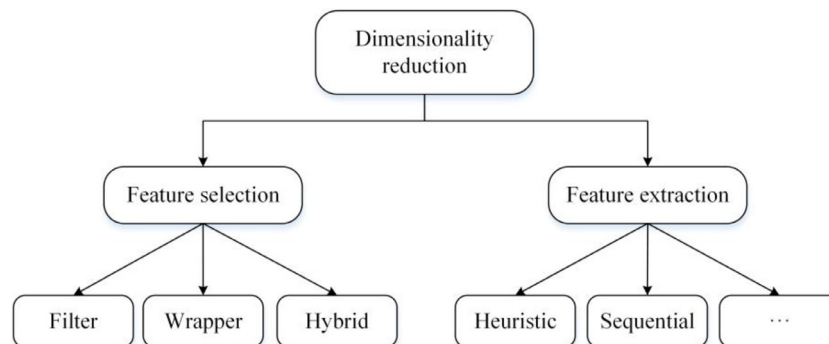 Dimensionality
reduction
Feature selection
Feature extraction
Filter
Wrapper
Hybrid
Heuristic
Sequential
…